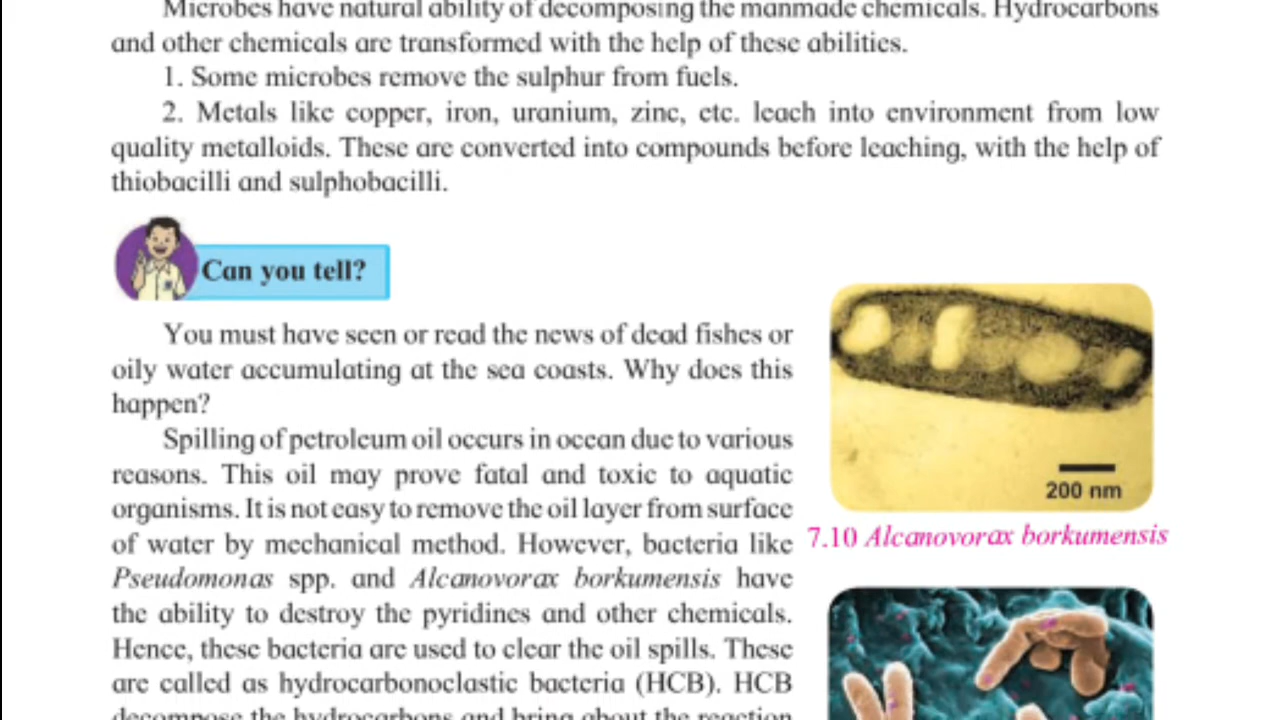 Microbes have natural ability of decomposing the manmade chemicals. Hydrocarbons
and other chemicals are transformed with the help of these abilities.
1. Some microbes remove the sulphur from fuels.
2. Metals like copper, iron, uranium, zinc, etc. leach into environment from low
quality metalloids. These are converted into compounds before leaching, with the help of
thiobacilli and sulphobacilli.
Can you tell?
You must have seen or read the news of dead fishes or
oily water accumulating at the sea coasts. Why does this
happen?
Spilling of petroleum oil occurs in ocean due to various
reasons. This oil may prove fatal and toxic to aquatic
organisms. It is not easy to remove the oil layer from surface
of water by mechanical method. However, bacteria like
Pseudomonas spp. and Alcanovorax borkumensis have
the ability to destroy the pyridines and other chemicals.
Hence, these bacteria are used to clear the oil spills. These
are called as hydrocarbonoclastic bacteria (HCB). HCB
decompose the hydrocarbons and bring about the reaction
200 nm
7.10 Alcanovorax borkumensis